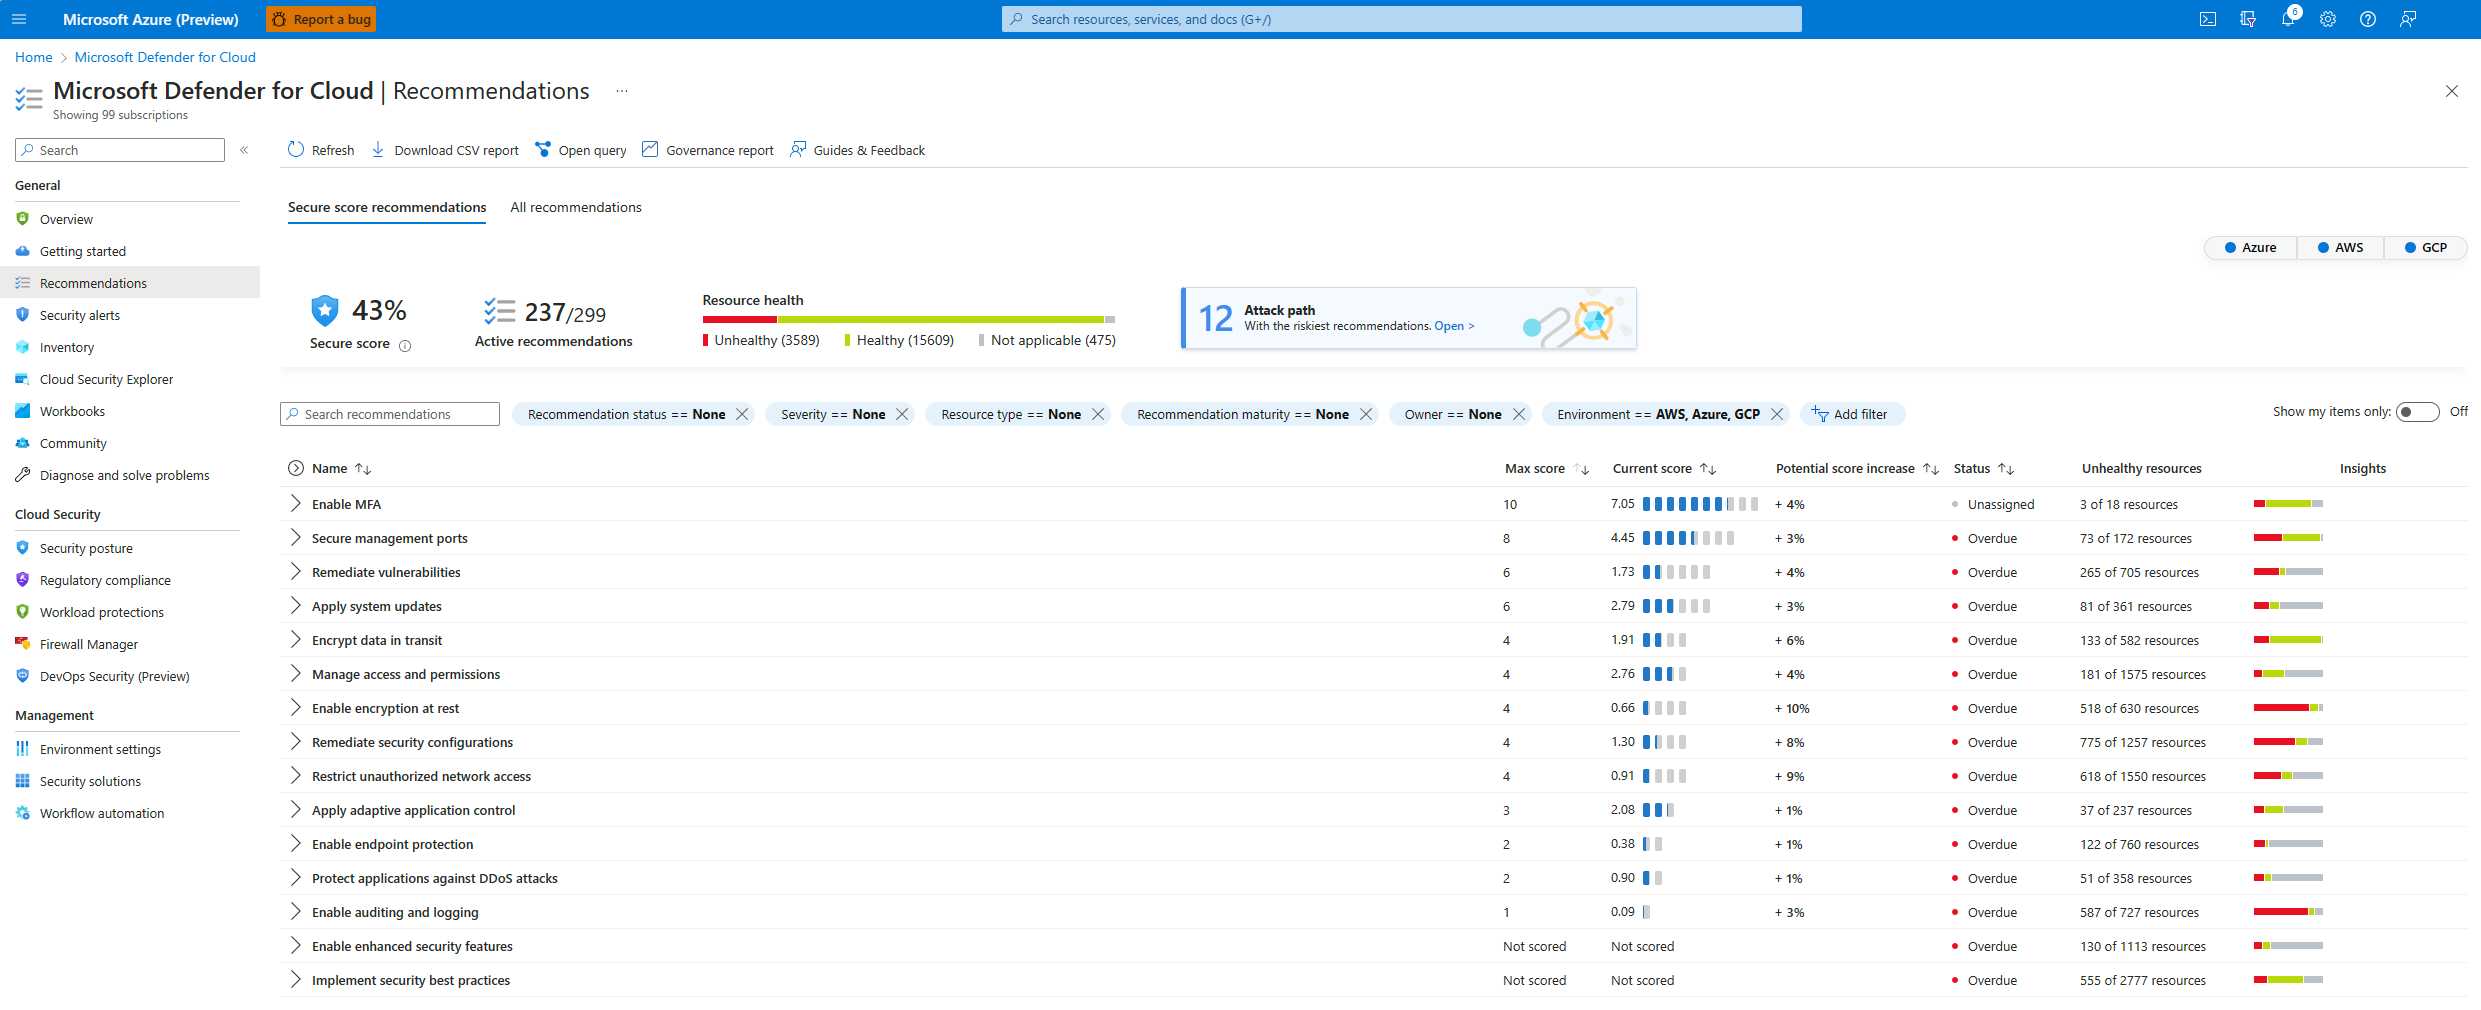 Microsoft Azure (Preview)
Report a bug
Search resources, services, and docs (G+/)
6
Home > Microsoft Defender for Cloud
Microsoft Defender for Cloud | Recommendations ...
Showing 99 subscriptions
Search «
General
Overview
Getting started
Recommendations
Security alerts
Inventory
Cloud Security Explorer
Workbooks
Community
Diagnose and solve problems
Cloud Security
Security posture
Regulatory compliance
Workload protections
Firewall Manager
DevOps Security (Preview)
Management
Environment settings
Security solutions
Workflow automation
Refresh Download CSV report Open query Governance report Guides & Feedback
Secure score recommendations All recommendations
Azure AWS GCP
43%
Secure score
237/299
Active recommendations
Resource health
Unhealthy (3589) Healthy (15609) Not applicable (475)
12 Attack path
With the riskiest recommendations. Open >
Search recommendations Recommendation status == None Severity == None Resource type == None Recommendation maturity == None Owner == None Environment == AWS, Azure, GCP Add filter Show my items only: Off
Name Max score Current score Potential score increase Status Unhealthy resources Insights
Enable MFA 10 7.05 + 4% Unassigned 3 of 18 resources
Secure management ports 8 4.45 + 3% Overdue 73 of 172 resources
Remediate vulnerabilities 6 1.73 + 4% Overdue 265 of 705 resources
Apply system updates 6 2.79 + 3% Overdue 81 of 361 resources
Encrypt data in transit 4 1.91 + 6% Overdue 133 of 582 resources
Manage access and permissions 4 2.76 + 4% Overdue 181 of 1575 resources
Enable encryption at rest 4 0.66 + 10% Overdue 518 of 630 resources
Remediate security configurations 4 1.30 + 8% Overdue 775 of 1257 resources
Restrict unauthorized network access 4 0.91 + 9% Overdue 618 of 1550 resources
Apply adaptive application control 3 2.08 + 1% Overdue 37 of 237 resources
Enable endpoint protection 2 0.38 + 1% Overdue 122 of 760 resources
Protect applications against DDoS attacks 2 0.90 + 1% Overdue 51 of 358 resources
Enable auditing and logging 1 0.09 + 3% Overdue 587 of 727 resources
Enable enhanced security features Not scored Not scored Overdue 130 of 1113 resources
Implement security best practices Not scored Not scored Overdue 555 of 2777 resources